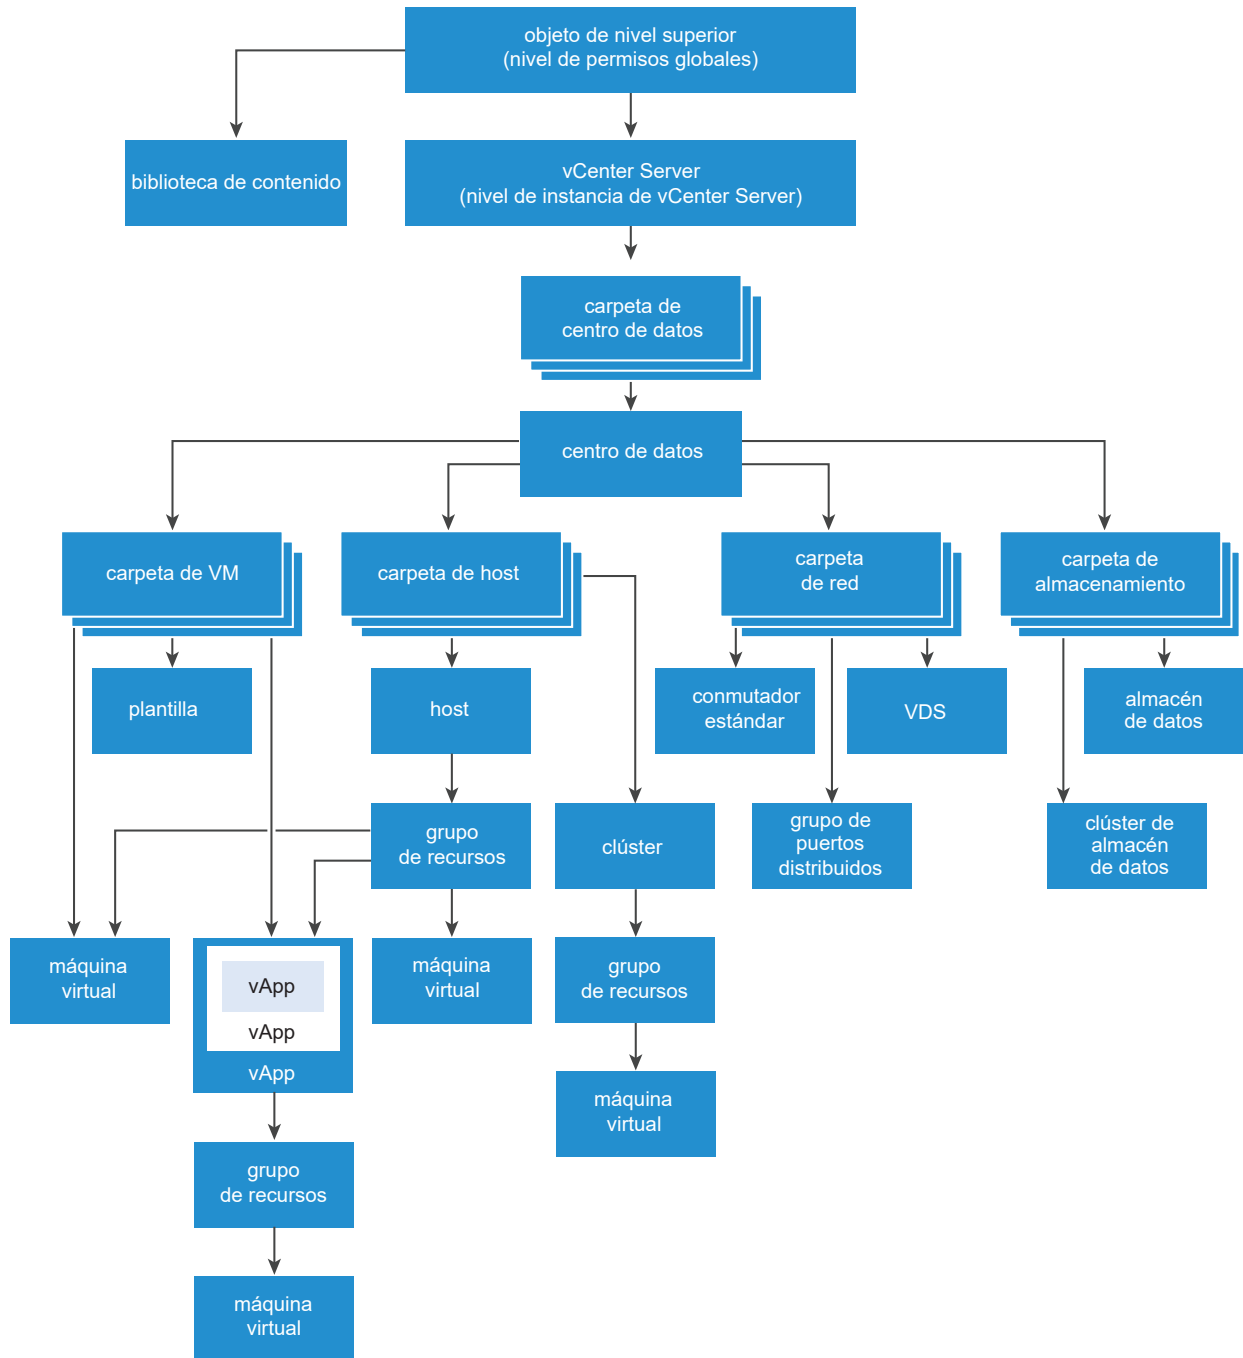 objeto de nivel superior
(nivel de permisos globales)
biblioteca de contenido
vCenter Server
(nivel de instancia de vCenter Server)
carpeta de
centro de datos
centro de datos
carpeta de VM
carpeta de host
carpeta
de red
carpeta de
almacenamiento
plantilla
host
conmutador
estándar
VDS
almacén
de datos
grupo
de recursos
clúster
grupo de
puertos
distribuidos
clúster de
almacén
de datos
máquina
virtual
vApp
vApp
vApp
máquina
virtual
grupo
de recursos
máquina
virtual
grupo
de recursos
máquina
virtual